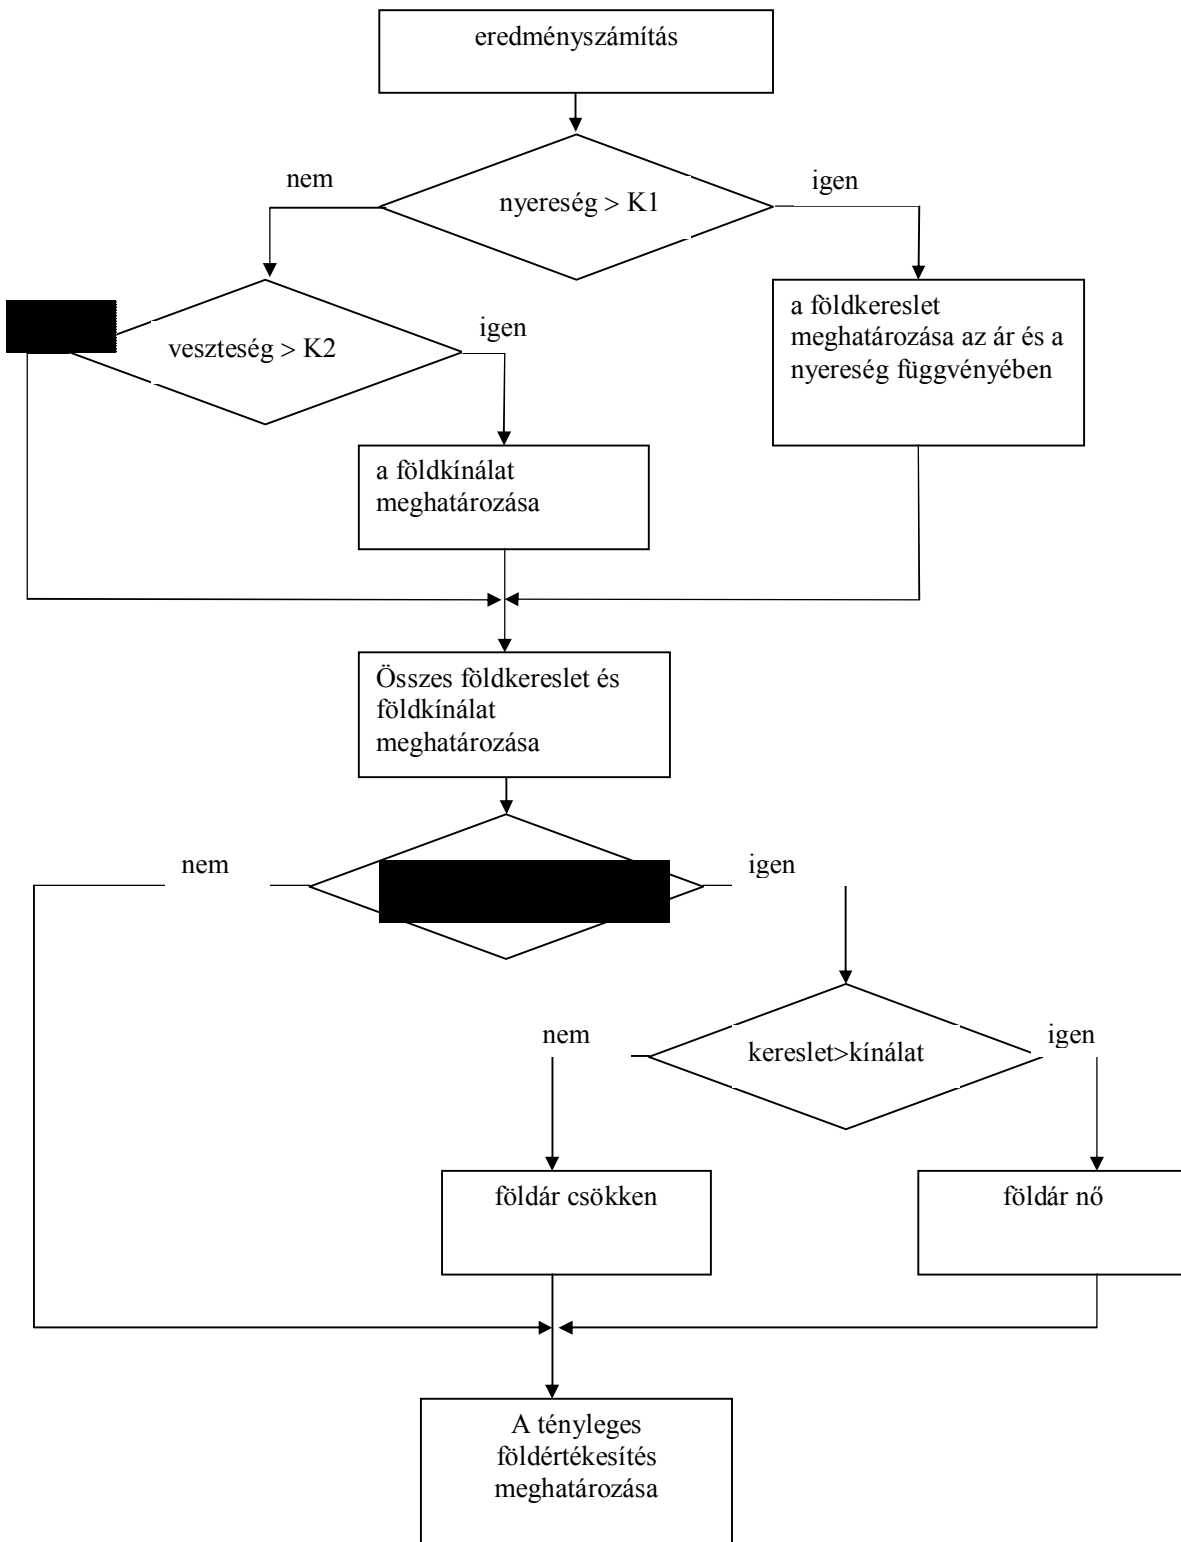 eredményszámítás
nem
igen
nyereség > K1
a földkereslet
meghatározása az ár és a
nyereség függvényében
igen
veszteség > K2
a földkínálat
meghatározása
Összes földkereslet és
földkínálat
meghatározása
nem
igen
nem
igen
kereslet>kínálat
földár csökken
földár nő
A tényleges
földértékesítés
meghatározása